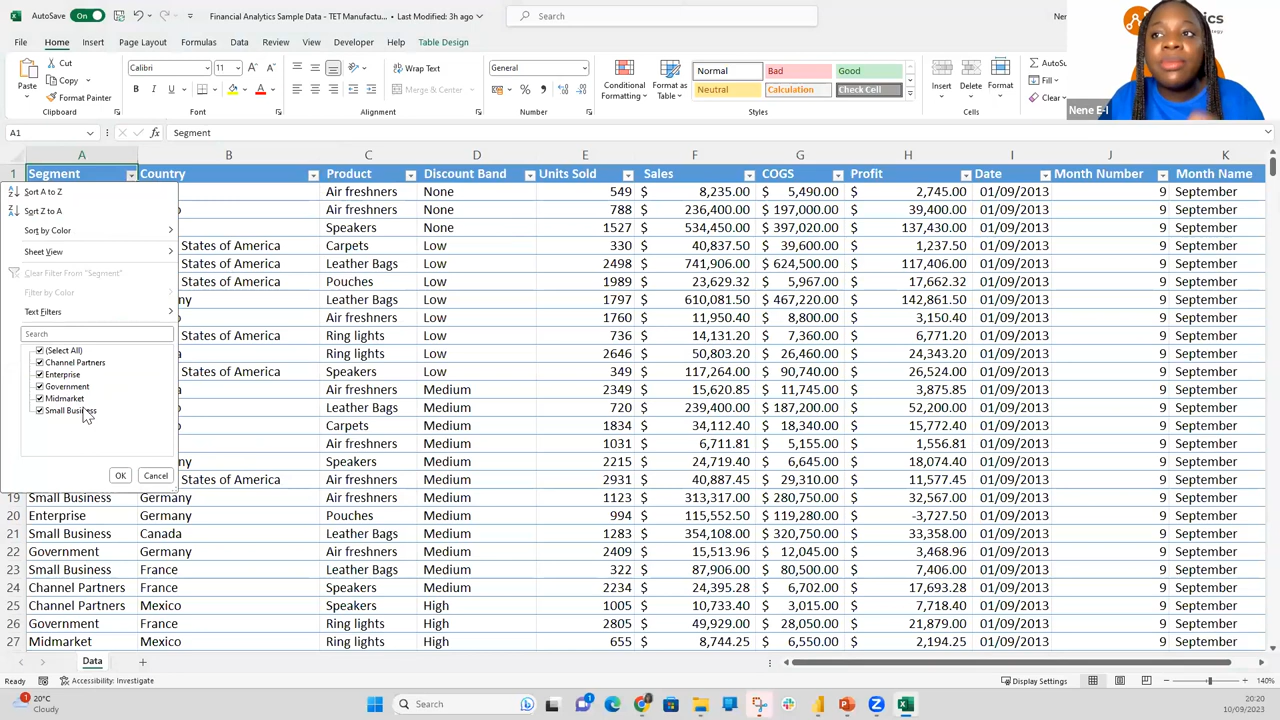 AutoSave On Financial Analytics Sample Data - TET Manufactu... • Last Modified: 3h ago Search Ner
File Home Insert Page Layout Formulas Data Review View Developer Help Table Design
Paste Cut Copy Format Painter Clipboard
Calibri 11 B I U Font
Wrap Text Merge & Center Alignment
General % Number
Conditional Formatting Format as Table
Normal Bad Good
Neutral Calculation Check Cell
Styles
Insert Delete Format Cells
AutoSu
Fill
Clear
Nene E-I
A1 fx Segment
A B C D E F G H I J K
1 Segment Country Product Discount Band Units Sold Sales COGS Profit Date Month Number Month Name
Air freshners None 549 $ 8,235.00 $ 5,490.00 $ 2,745.00 01/09/2013 9 September
Air freshners None 788 $ 236,400.00 $ 197,000.00 $ 39,400.00 01/09/2013 9 September
Speakers None 1527 $ 534,450.00 $ 397,020.00 $ 137,430.00 01/09/2013 9 September
States of America Carpets Low 330 $ 40,837.50 $ 39,600.00 $ 1,237.50 01/09/2013 9 September
States of America Leather Bags Low 2498 $ 741,906.00 $ 624,500.00 $ 117,406.00 01/09/2013 9 September
States of America Pouches Low 1989 $ 23,629.32 $ 5,967.00 $ 17,662.32 01/09/2013 9 September
Leather Bags Low 1797 $ 610,081.50 $ 467,220.00 $ 142,861.50 01/09/2013 9 September
Ring lights Low 1760 $ 11,950.40 $ 8,800.00 $ 3,150.40 01/09/2013 9 September
States of America Ring lights Low 736 $ 14,131.20 $ 7,360.00 $ 6,771.20 01/09/2013 9 September
Ring lights Low 2646 $ 50,803.20 $ 26,460.00 $ 24,343.20 01/09/2013 9 September
States of America Speakers Low 349 $ 117,264.00 $ 90,740.00 $ 26,524.00 01/09/2013 9 September
Air freshners Medium 2349 $ 15,620.85 $ 11,745.00 $ 3,875.85 01/09/2013 9 September
Leather Bags Medium 720 $ 239,400.00 $ 187,200.00 $ 52,200.00 01/09/2013 9 September
Carpets Medium 1834 $ 34,112.40 $ 18,340.00 $ 15,772.40 01/09/2013 9 September
Air freshners Medium 1031 $ 6,711.81 $ 5,155.00 $ 1,556.81 01/09/2013 9 September
Speakers Medium 2215 $ 24,719.40 $ 6,645.00 $ 18,074.40 01/09/2013 9 September
States of America Air freshners Medium 2931 $ 40,887.45 $ 29,310.00 $ 11,577.45 01/09/2013 9 September
19 Small Business Germany Air freshners Medium 1123 $ 313,317.00 $ 280,750.00 $ 32,567.00 01/09/2013 9 September
20 Enterprise Germany Pouches Medium 994 $ 115,552.50 $ 119,280.00 $ -3,727.50 01/09/2013 9 September
21 Small Business Canada Leather Bags Medium 1283 $ 354,108.00 $ 320,750.00 $ 33,358.00 01/09/2013 9 September
22 Government Germany Air freshners Medium 2409 $ 15,513.96 $ 12,045.00 $ 3,468.96 01/09/2013 9 September
23 Small Business France Leather Bags Medium 322 $ 87,906.00 $ 80,500.00 $ 7,406.00 01/09/2013 9 September
24 Channel Partners France Speakers Medium 2234 $ 24,395.28 $ 6,702.00 $ 17,693.28 01/09/2013 9 September
25 Channel Partners Mexico Speakers High 1005 $ 10,733.40 $ 3,015.00 $ 7,718.40 01/09/2013 9 September
26 Government France Ring lights High 2805 $ 49,929.00 $ 28,050.00 $ 21,879.00 01/09/2013 9 September
27 Midmarket Mexico Ring lights High 655 $ 8,744.25 $ 6,550.00 $ 2,194.25 01/09/2013 9 September
Sort A to Z
Sort Z to A
Sort by Color
Sheet View
Clear Filter From "Segment"
Filter by Color
Text Filters
Search
(Select All)
Channel Partners
Enterprise
Government
Midmarket
Small Business
OK Cancel
Data
Ready Accessibility: Investigate Display Settings 140%
20°C Cloudy Search 20:20 10/09/2023